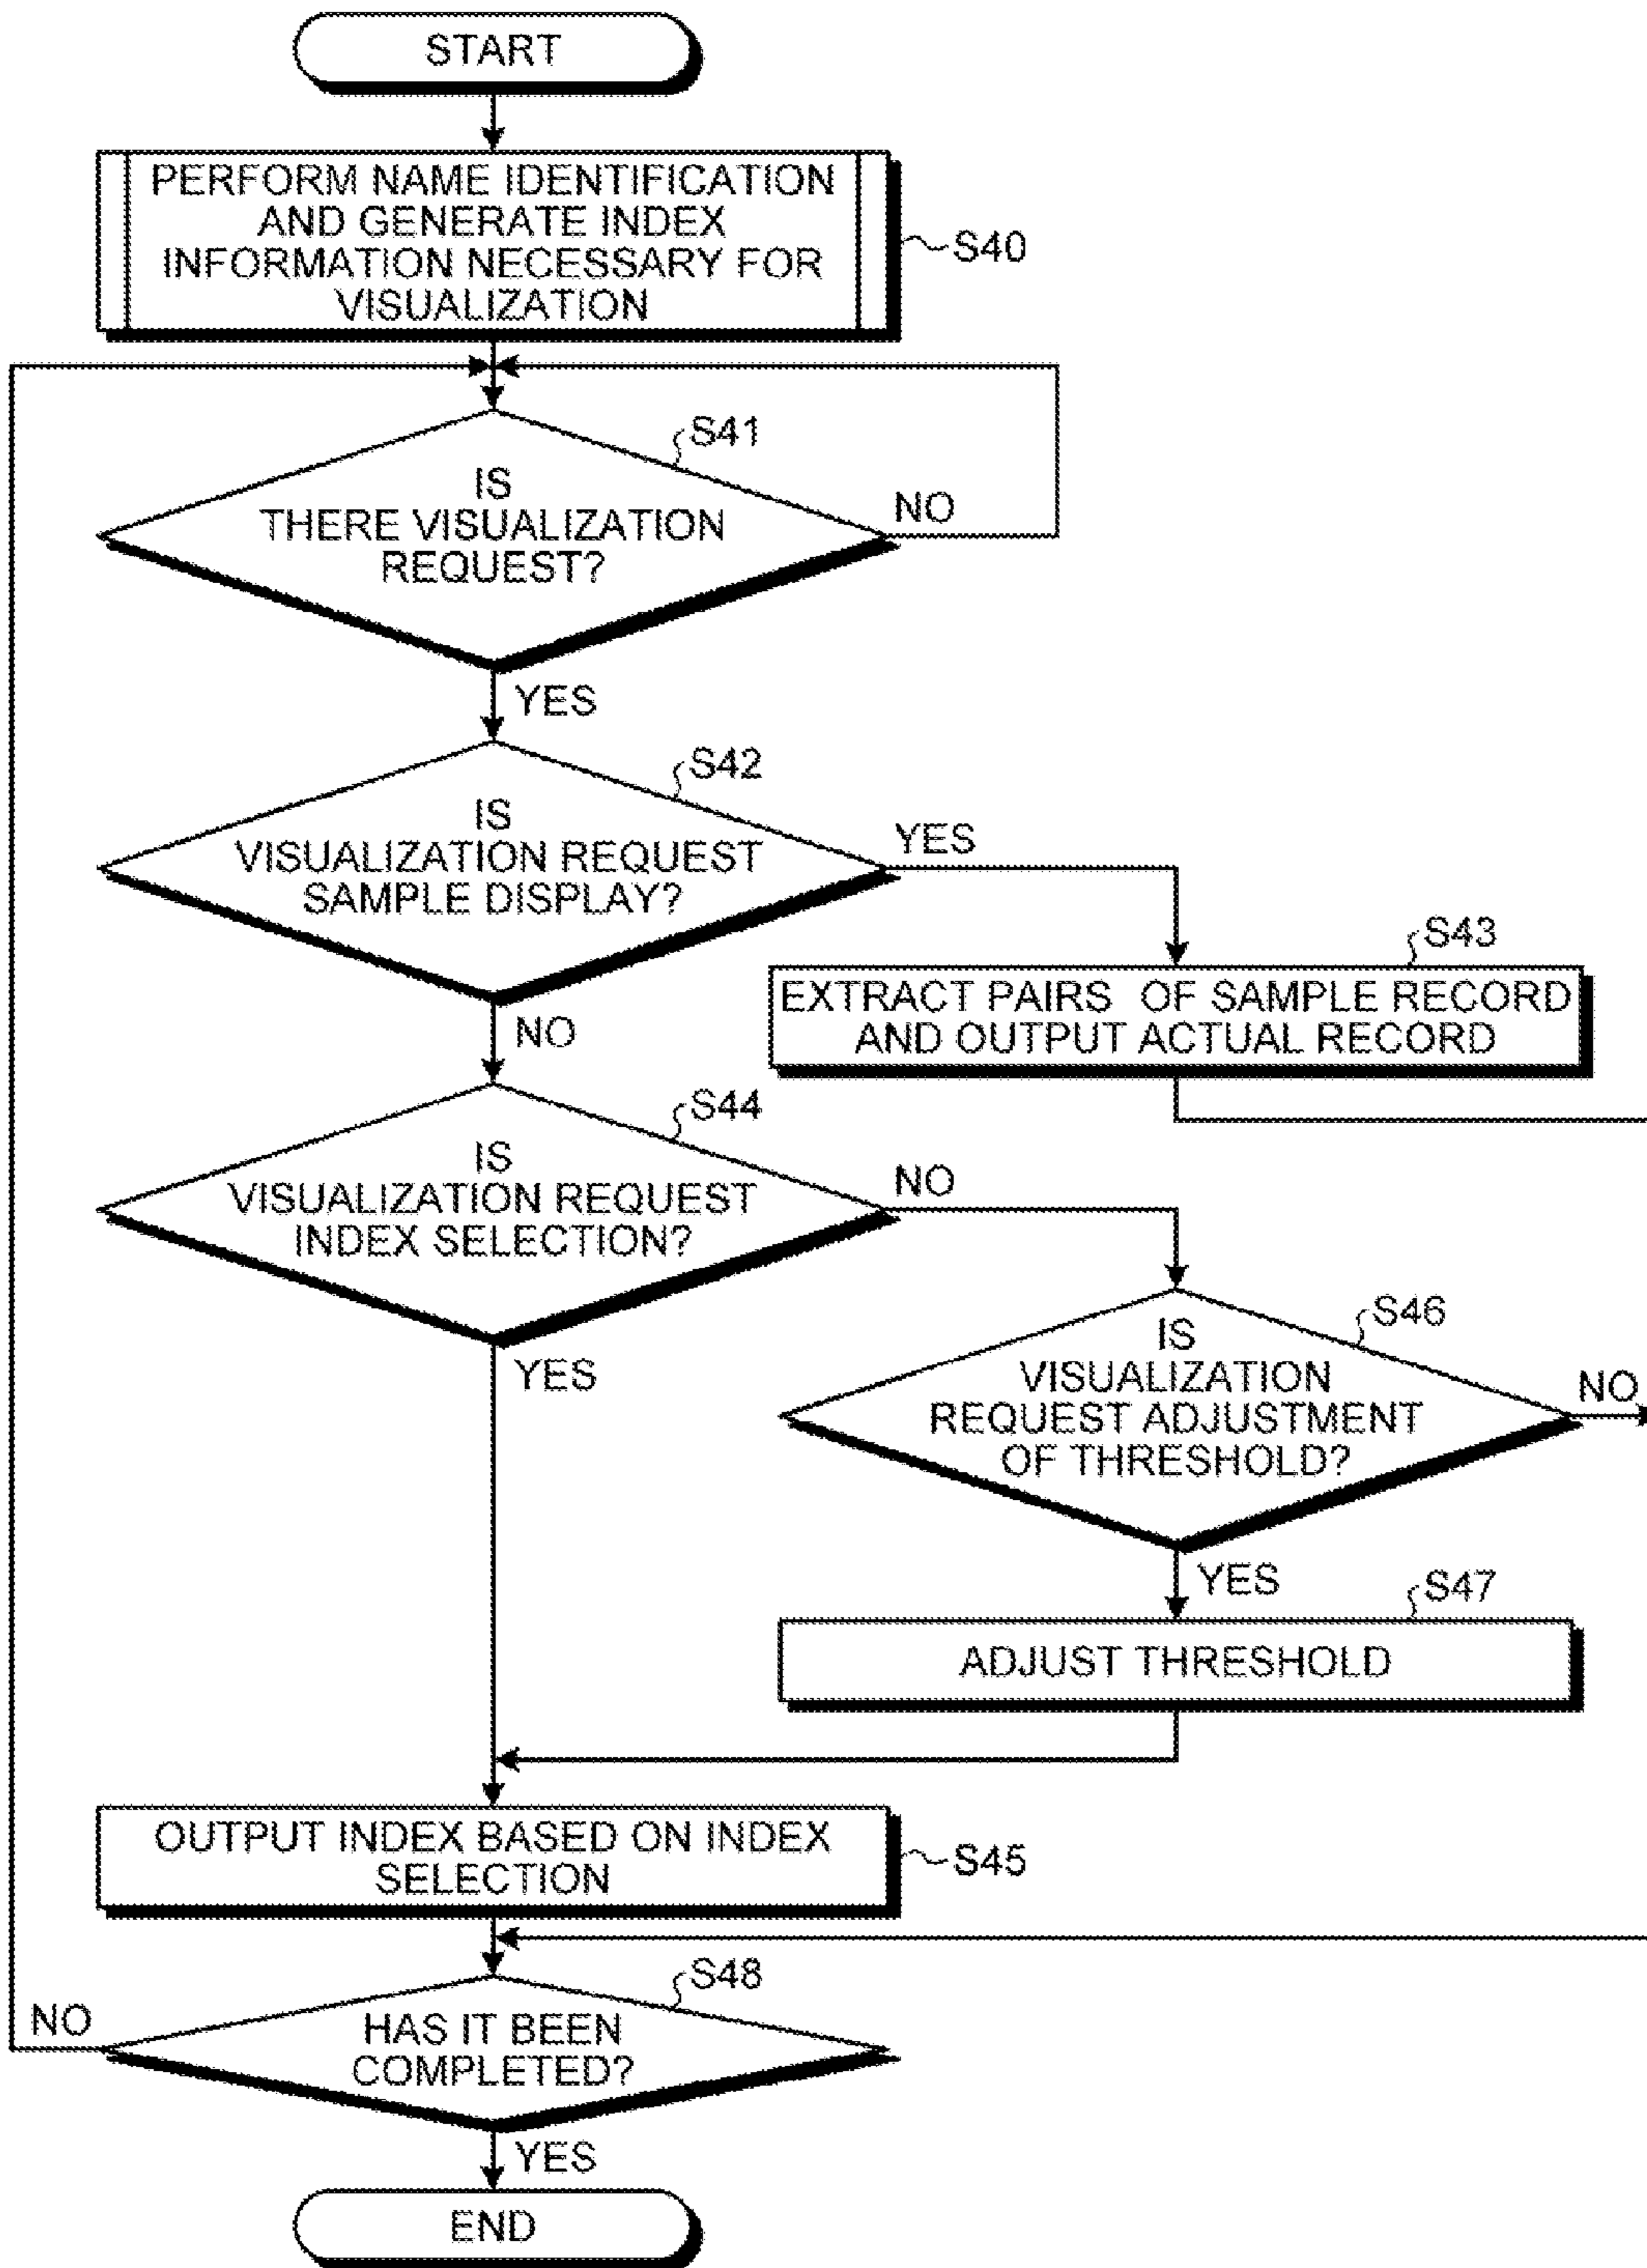 START
PERFORM NAME IDENTIFICATION
AND GENERATE INDEX
INFORMATION NECESSARY FOR
VISUALIZATION
S40
S41
IS
THERE VISUALIZATION
REQUEST?
NO
YES
S42
IS
VISUALIZATION REQUEST
SAMPLE DISPLAY?
YES
NO
S43
EXTRACT PAIRS OF SAMPLE RECORD
AND OUTPUT ACTUAL RECORD
S44
IS
VISUALIZATION REQUEST
INDEX SELECTION?
NO
YES
S46
IS
VISUALIZATION
REQUEST ADJUSTMENT
OF THRESHOLD?
NO
YES
S47
ADJUST THRESHOLD
OUTPUT INDEX BASED ON INDEX
SELECTION
S45
S48
HAS IT BEEN
COMPLETED?
NO
YES
END